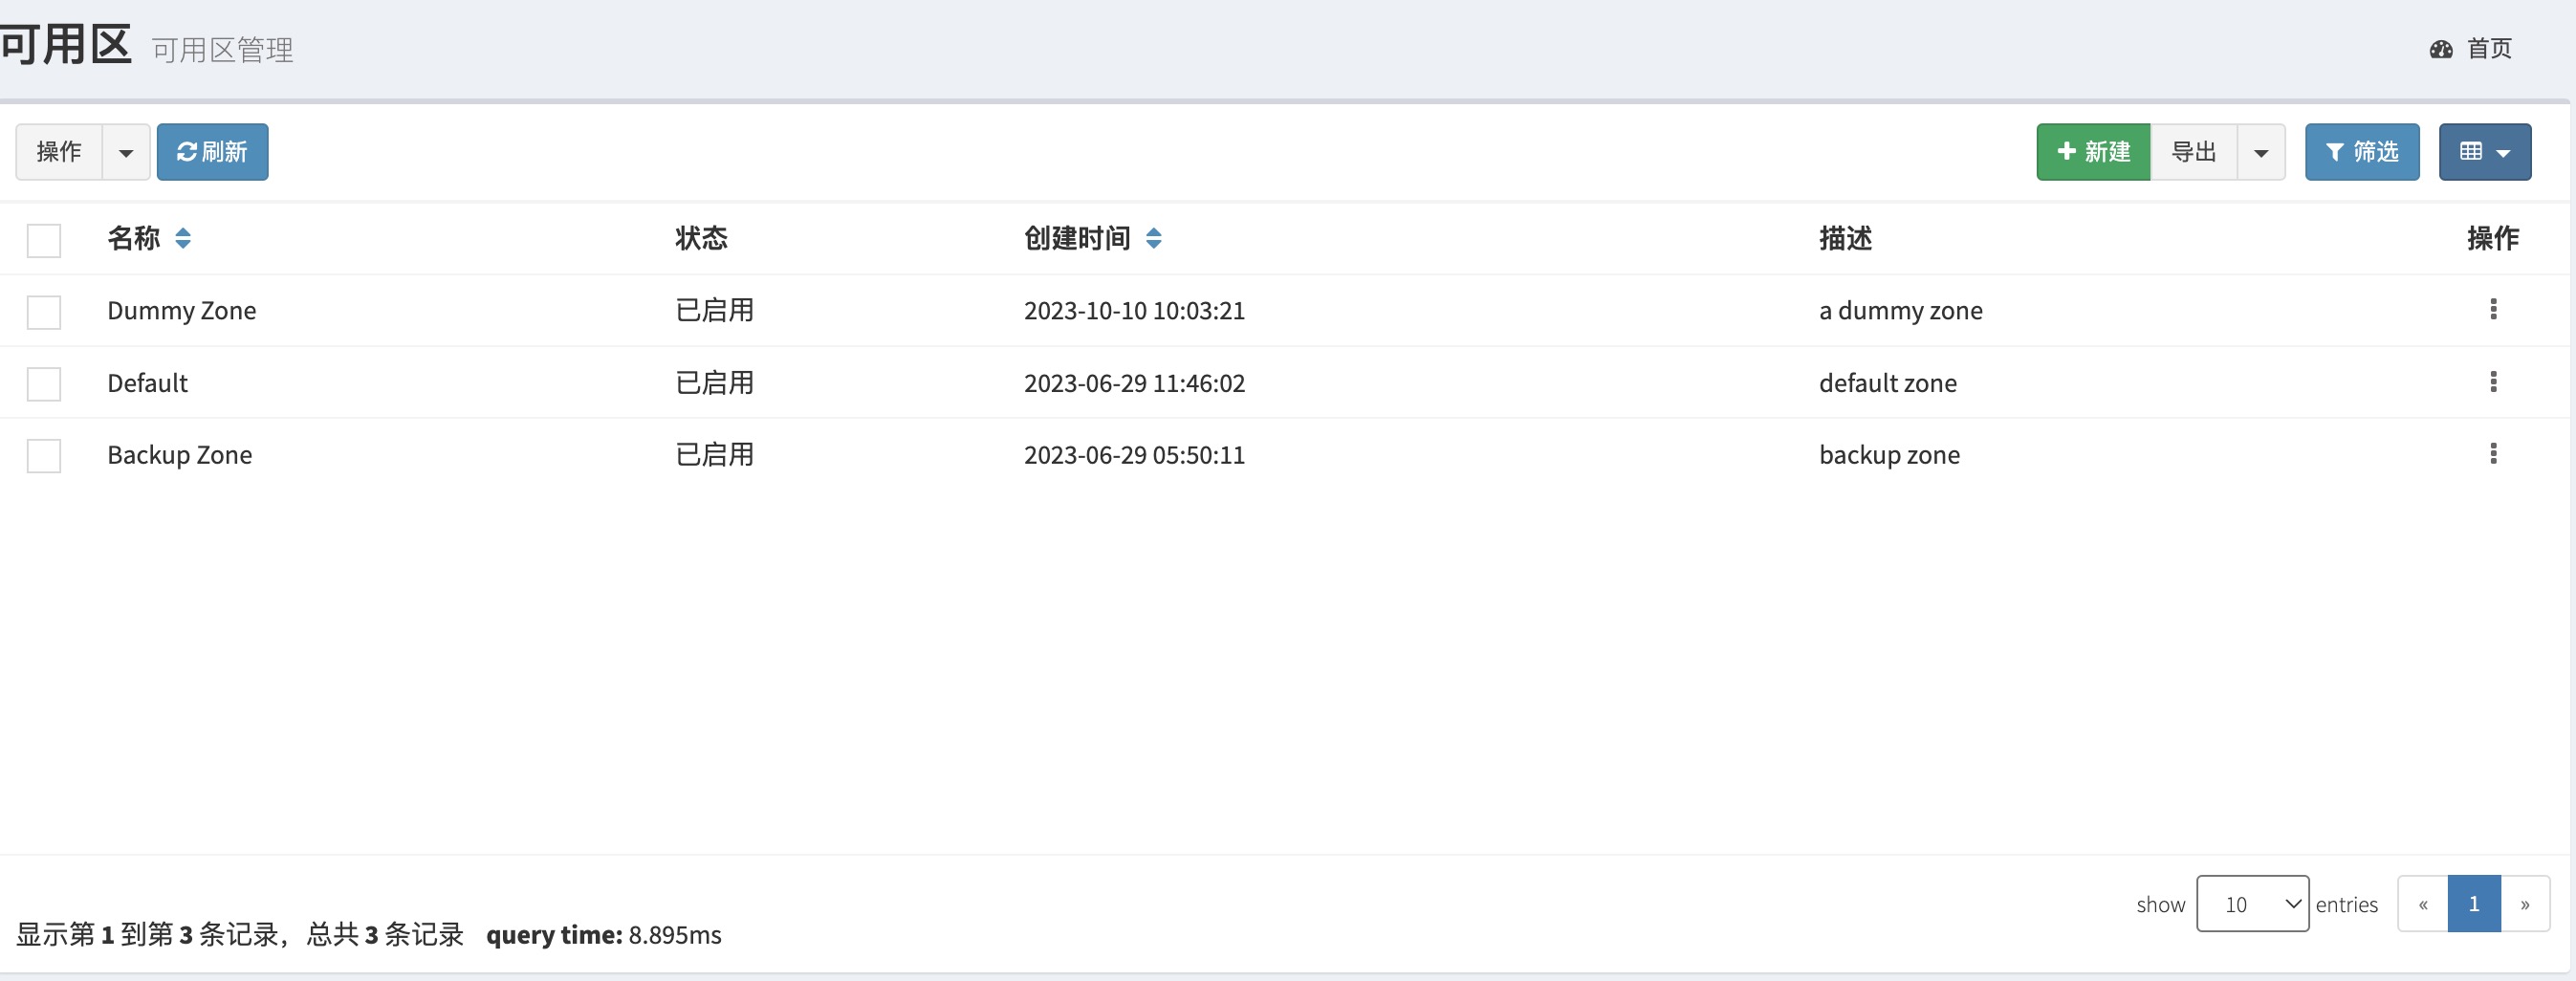 可用区 可用区管理 首页
操作 刷新 新建 导出 筛选
名称 状态 创建时间 描述 操作
Dummy Zone 已启用 2023-10-10 10:03:21 a dummy zone
Default 已启用 2023-06-29 11:46:02 default zone
Backup Zone 已启用 2023-06-29 05:50:11 backup zone
show 10 entries « 1 »
显示第 1 到第 3 条记录，总共 3 条记录 query time: 8.895ms